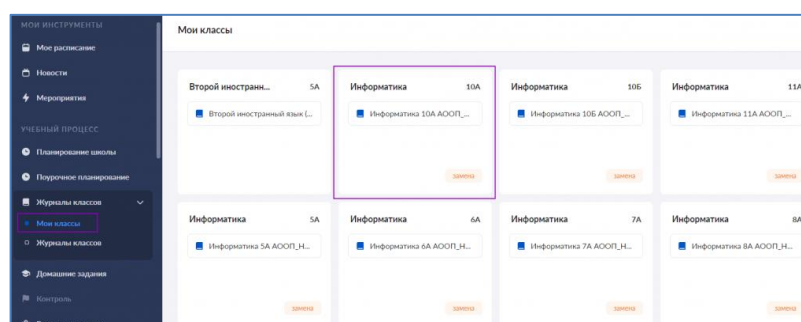 МОИ ИНСТРУМЕНТЫ
Мое расписание
Новости
Мероприятия
УЧЕБНЫЙ ПРОЦЕСС
Планирование школы
Поурочное планирование
Журналы классов
Мои классы
Журналы классов
Домашние задания
Контроль
Мои классы
Второй иностранн... 5А
Второй иностранный язык (...
Информатика 10А
Информатика 10А АООП_...
замена
Информатика 10Б
Информатика 10Б АООП_...
замена
Информатика 11А
Информатика 11А АООП_...
замена
Информатика 5А
Информатика 5А АООП_Н...
замена
Информатика 6А
Информатика 6А АООП_Н...
замена
Информатика 7А
Информатика 7А АООП_Н...
замена
Информатика 8А
Информатика 8А АООП_Н...
замена